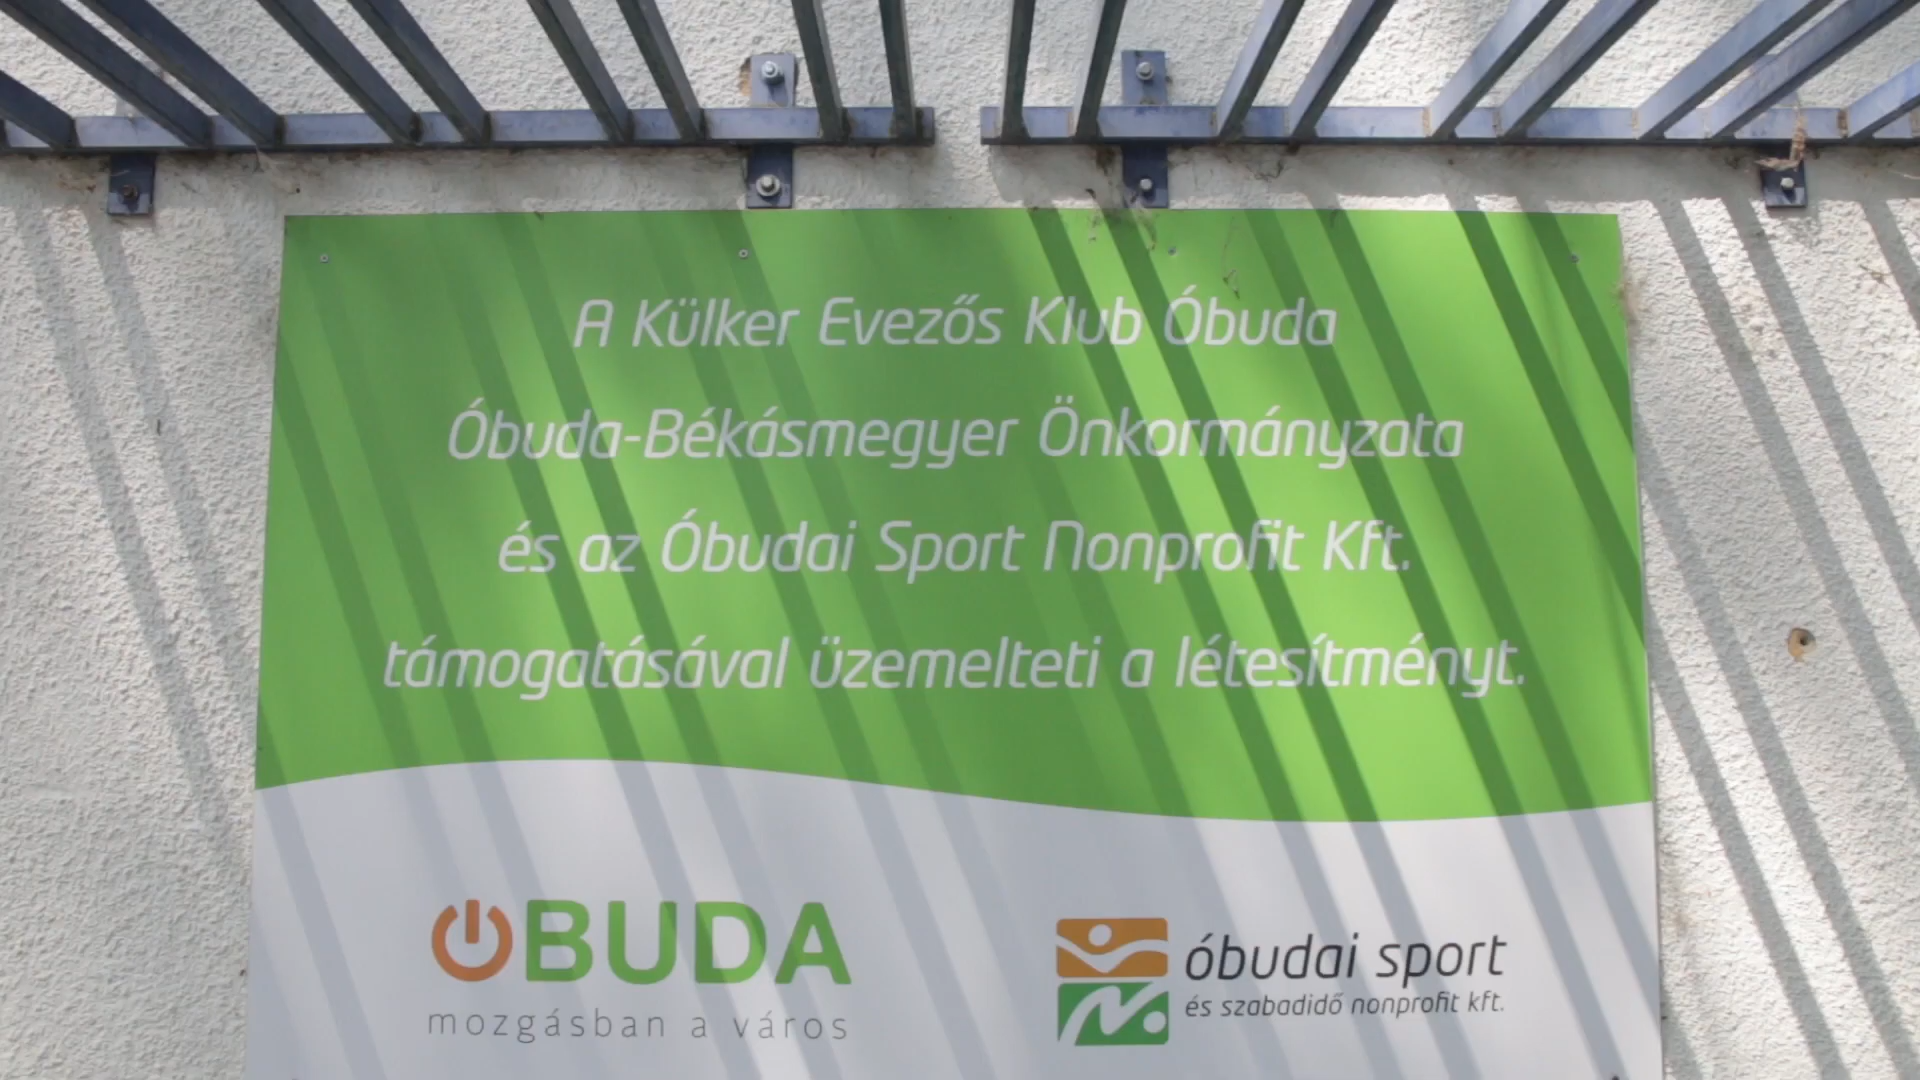 A Külker Evezős Klub Óbuda
Óbuda-Békásmegyer Önkormányzata
és az Óbudai Sport Nonprofit Kft.
támogatásával üzemelteti a létesítményt.
ÓBUDA
mozgásban a város
óbudai sport
és szabadidő nonprofit kft.